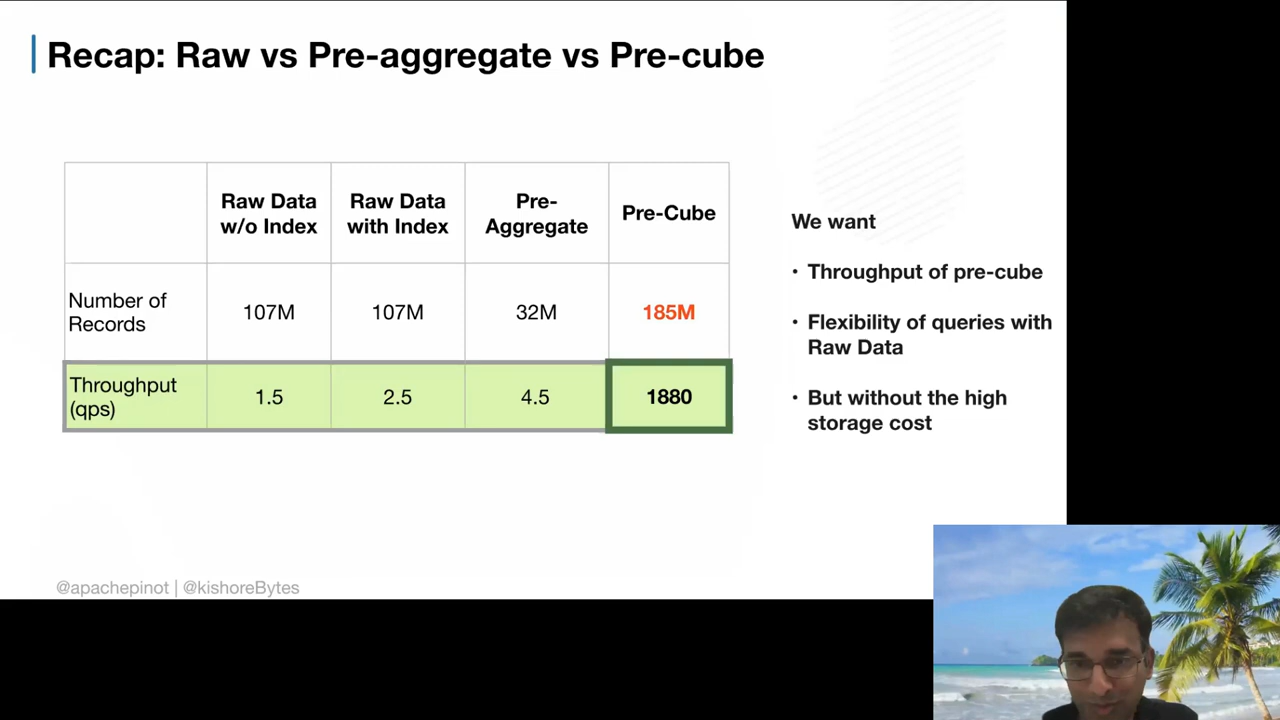 Recap: Raw vs Pre-aggregate vs Pre-cube
Raw Data
w/o Index
Raw Data
with Index
Pre-
Aggregate
Pre-Cube
Number of
Records
107M
107M
32M
185M
Throughput
(qps)
1.5
2.5
4.5
1880
We want
• Throughput of pre-cube
• Flexibility of queries with
Raw Data
• But without the high
storage cost
@apachepinot | @kishoreBytes